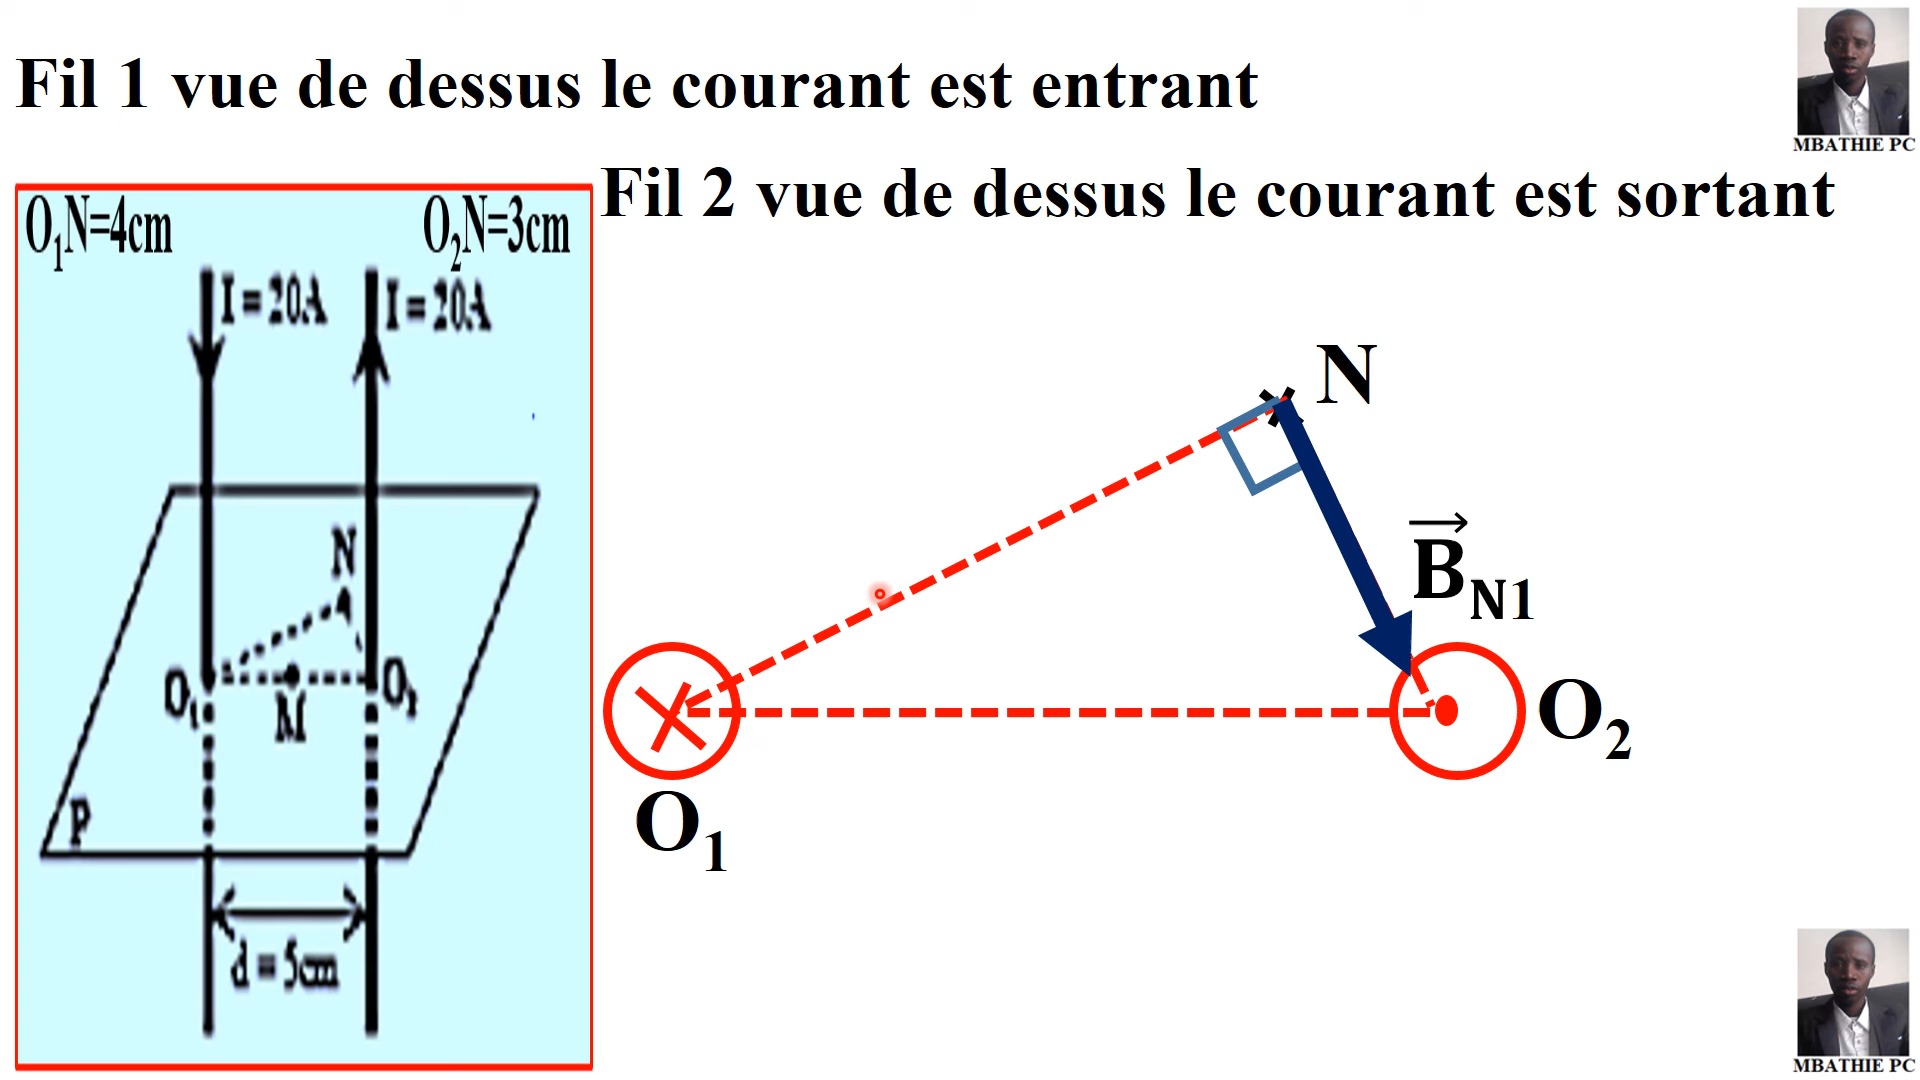 Fil 1 vue de dessus le courant est entrant
MBATHIE PC
Fil 2 vue de dessus le courant est sortant
O₁N=4cm
O₂N=3cm
I = 20A
I = 20A
N
O₁
M
O₂
P
d = 5cm
N
B⃗N1
O₂
O₁
MBATHIE PC